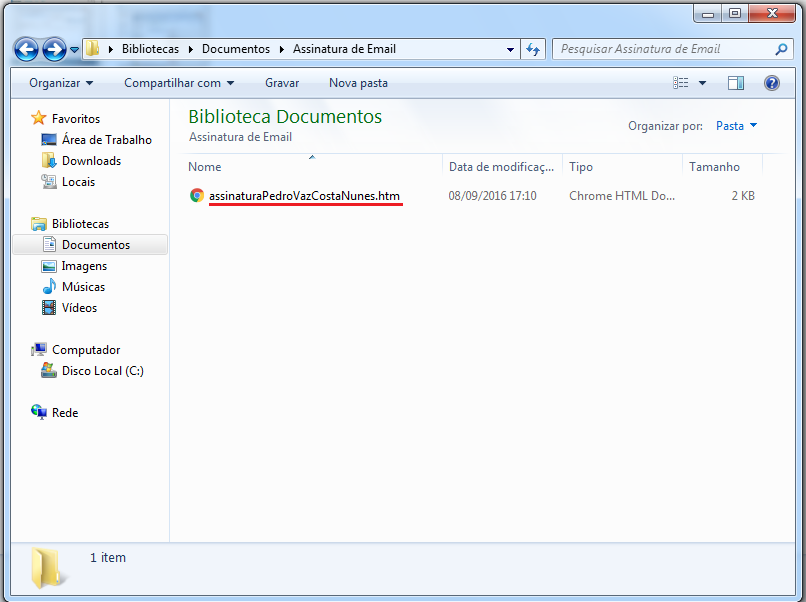 Bibliotecas Documentos Assinatura de Email Pesquisar Assinatura de Email
Organizar Compartilhar com Gravar Nova pasta
Favoritos
Área de Trabalho
Downloads
Locais
Bibliotecas
Documentos
Imagens
Músicas
Vídeos
Computador
Disco Local (C:)
Rede
Biblioteca Documentos
Assinatura de Email
Organizar por: Pasta
Nome Data de modificaç... Tipo Tamanho
assinaturaPedroVazCostaNunes.htm 08/09/2016 17:10 Chrome HTML Do... 2 KB
1 item